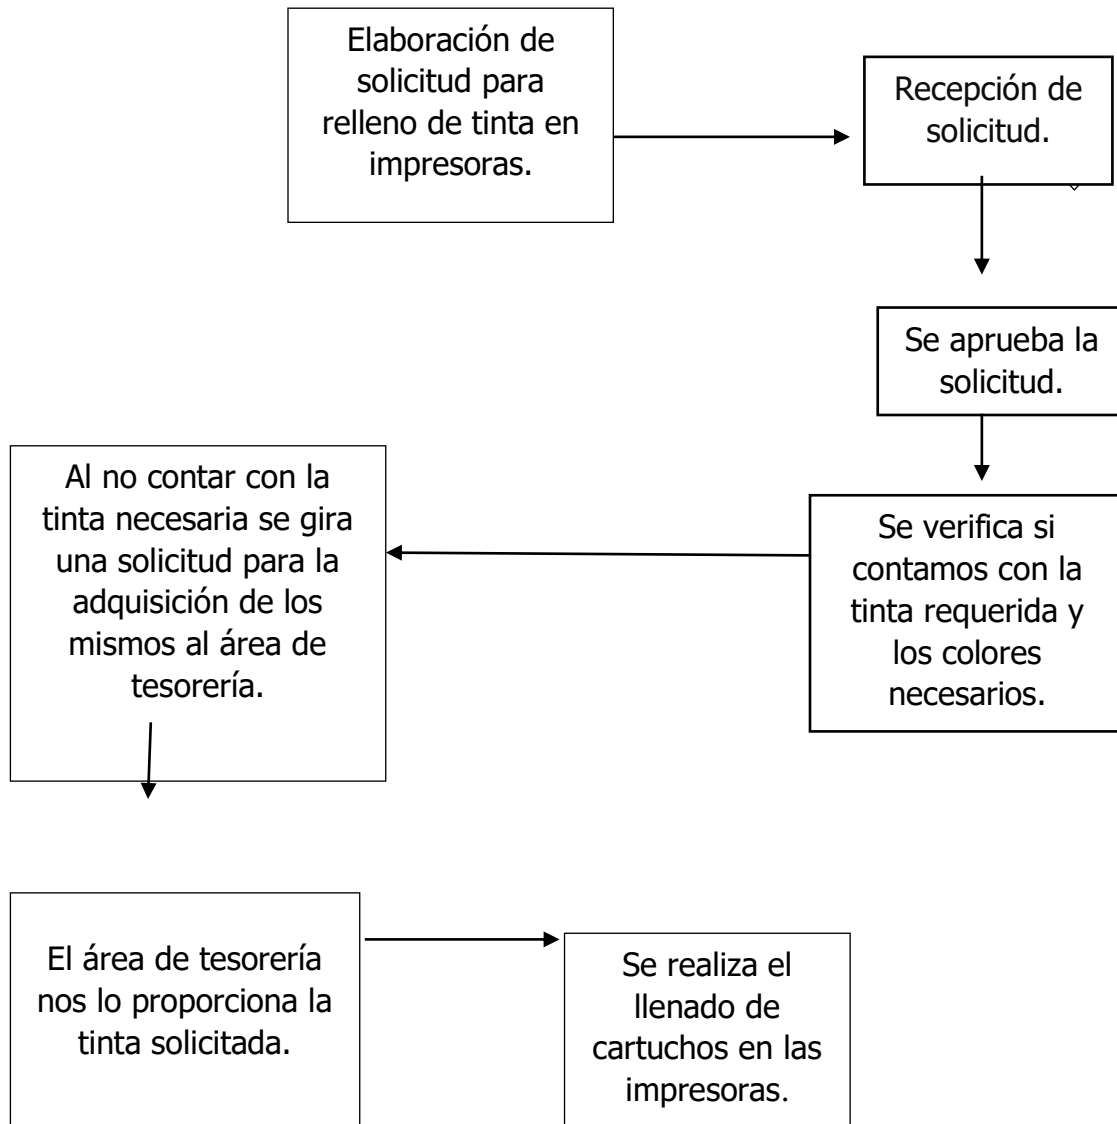 Elaboración de
solicitud para
relleno de tinta en
impresoras.
Recepción de
solicitud.
Se aprueba la
solicitud.
Se verifica si
contamos con la
tinta requerida y
los colores
necesarios.
Al no contar con la
tinta necesaria se gira
una solicitud para la
adquisición de los
mismos al área de
tesorería.
El área de tesorería
nos lo proporciona la
tinta solicitada.
Se realiza el
llenado de
cartuchos en las
impresoras.